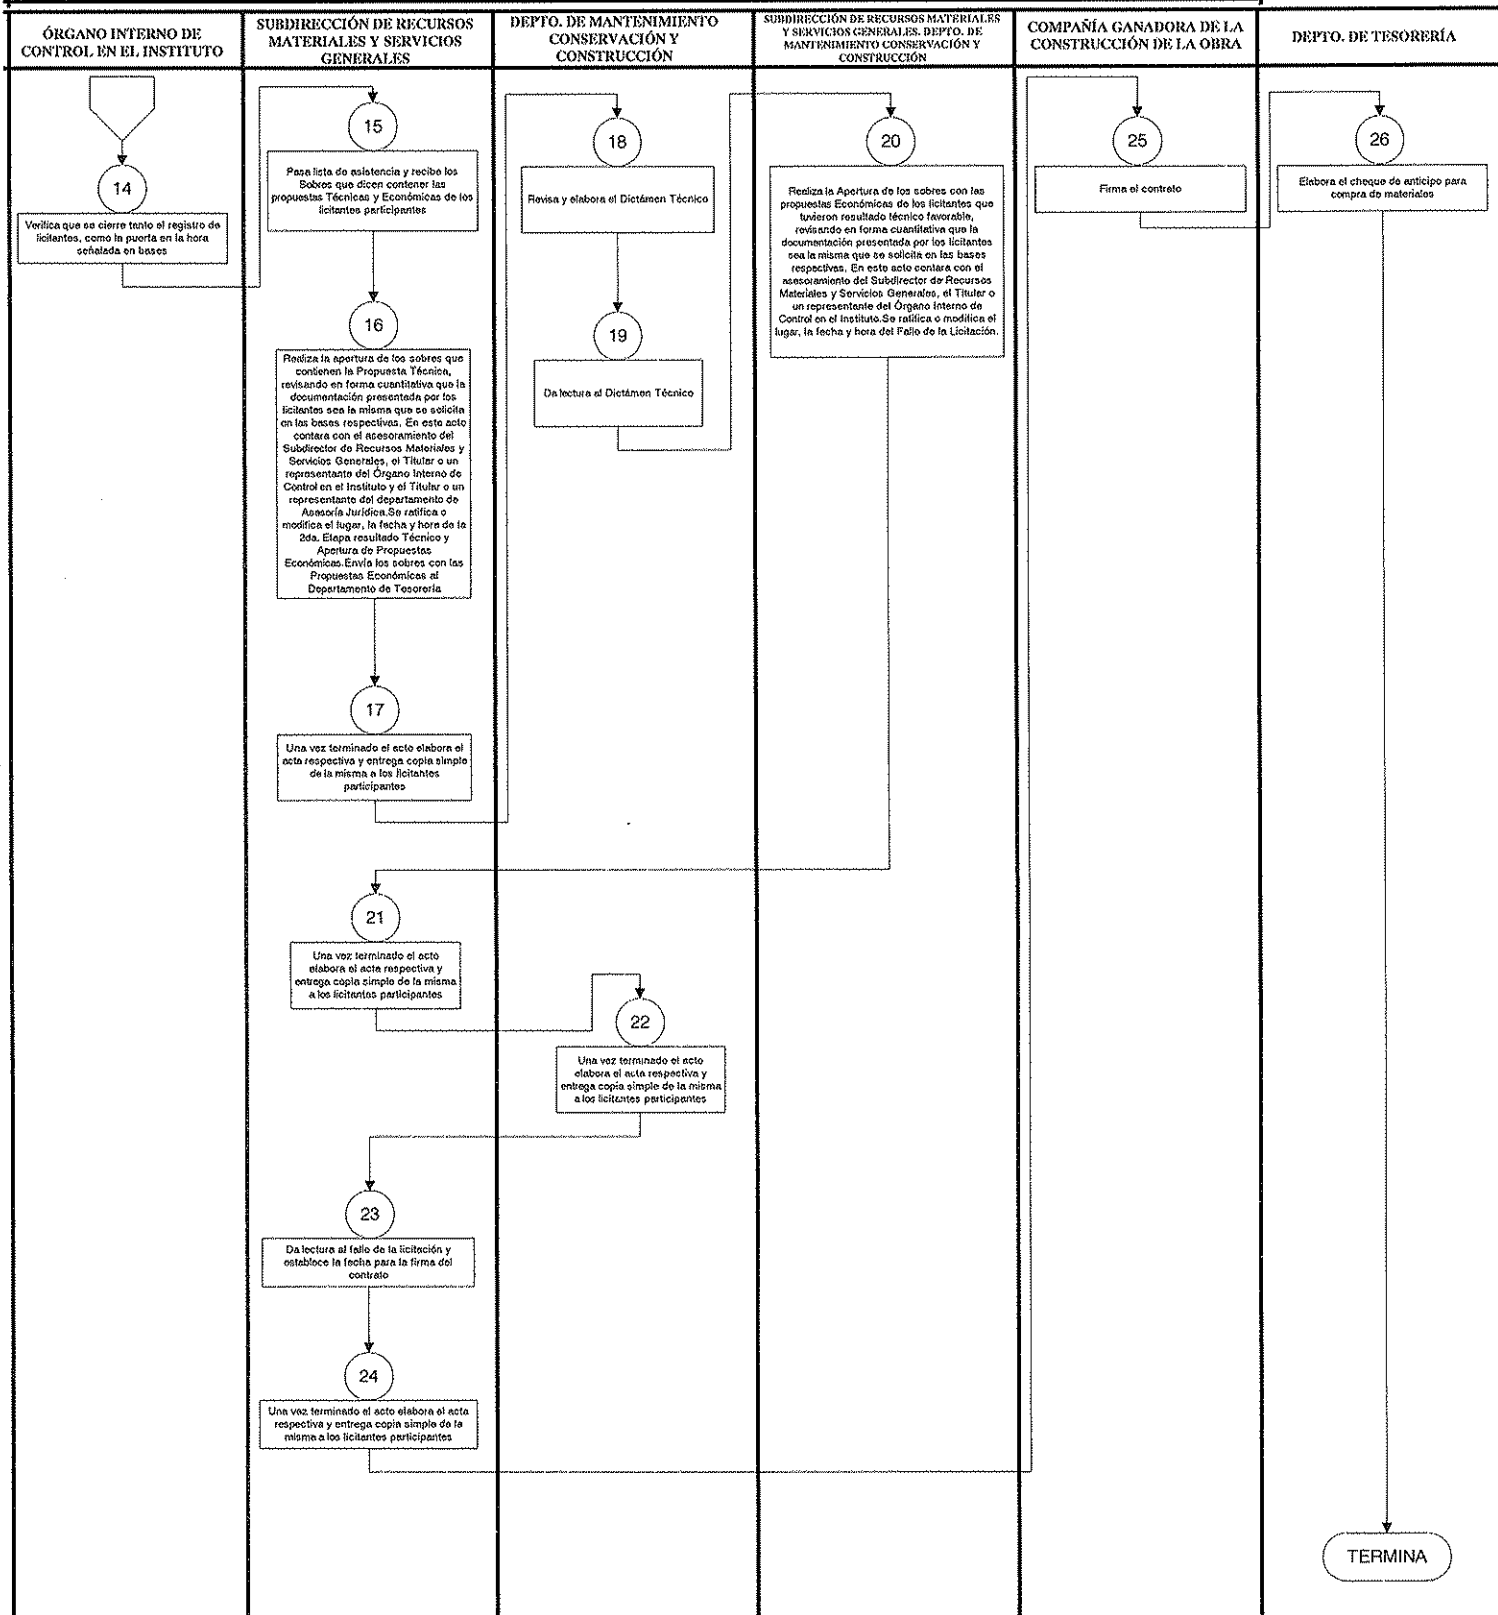 ÓRGANO INTERNO DE
CONTROL EN EL INSTITUTO
SUBDIRECCIÓN DE RECURSOS
MATERIALES Y SERVICIOS
GENERALES
DEPTO. DE MANTENIMIENTO
CONSERVACIÓN Y
CONSTRUCCIÓN
SUBDIRECCIÓN DE RECURSOS MATERIALES
Y SERVICIOS GENERALES. DEPTO. DE
MANTENIMIENTO CONSERVACIÓN Y
CONSTRUCCIÓN
COMPAÑÍA GANADORA DE LA
CONSTRUCCIÓN DE LA OBRA
DEPTO. DE TESORERÍA
14
Verifica que se cierre tanto el registro de
licitantes, como la puerta en la hora
señalada en bases
15
Pasa lista de asistencia y recibe los
Sobres que dicen contener las
propuestas Técnicas y Económicas de los
licitantes participantes
16
Realiza la apertura de los sobres que
contienen la Propuesta Técnica,
revisando en forma cuantitativa que la
documentación presentada por los
licitantes sea la misma que se solicita
en las bases respectivas. En este acto
contara con el asesoramiento del
Subdirector de Recursos Materiales y
Servicios Generales, el Titular o un
representante del Órgano Interno de
Control en el Instituto y el Titular o un
representante del departamento de
Asesoría Jurídica.Se ratifica o
modifica el lugar, la fecha y hora de la
2da. Etapa resultado Técnico y
Apertura de Propuestas
Económicas.Envía los sobres con las
Propuestas Económicas al
Departamento de Tesorería
17
Una vez terminado el acto elabora el
acta respectiva y entrega copia simple
de la misma a los licitantes
participantes
18
Revisa y elabora el Dictámen Técnico
19
Da lectura al Dictámen Técnico
20
Realiza la Apertura de los sobres con las
propuestas Económicas de los licitantes que
tuvieron resultado técnico favorable,
revisando en forma cuantitativa que la
documentación presentada por los licitantes
sea la misma que se solicita en las bases
respectivas. En este acto contara con el
asesoramiento del Subdirector de Recursos
Materiales y Servicios Generales, el Titular o
un representante del Órgano Interno de
Control en el Instituto.Se ratifica o modifica el
lugar, la fecha y hora del Fallo de la Licitación.
21
Una vez terminado el acto
elabora el acta respectiva y
entrega copia simple de la misma
a los licitantes participantes
22
Una vez terminado el acto
elabora el acta respectiva y
entrega copia simple de la misma
a los licitantes participantes
23
Da lectura al fallo de la licitación y
establece la fecha para la firma del
contrato
24
Una vez terminado el acto elabora el acta
respectiva y entrega copia simple de la
misma a los licitantes participantes
25
Firma el contrato
26
Elabora el cheque de anticipo para
compra de materiales
TERMINA